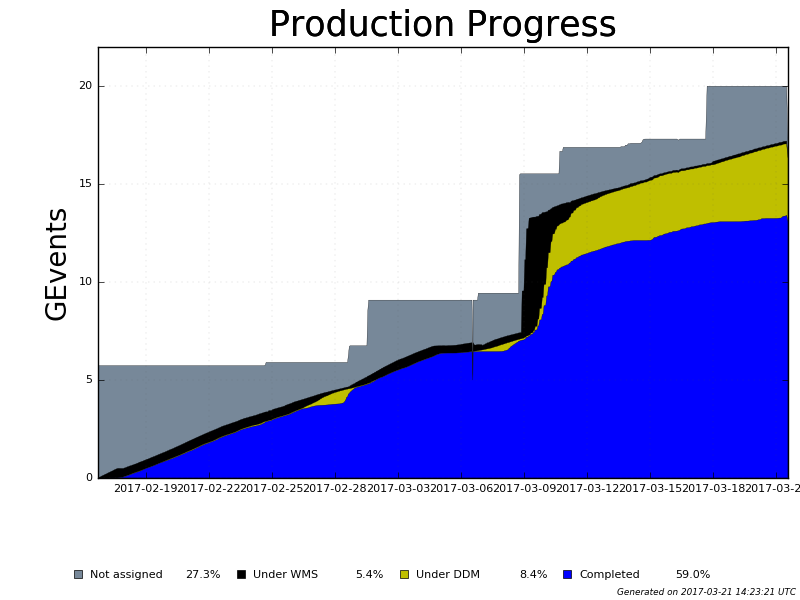 Production Progress
GEvents
20
15
10
5
0
2017-02-19 2017-02-22 2017-02-25 2017-02-28 2017-03-03 2017-03-06 2017-03-09 2017-03-12 2017-03-15 2017-03-18 2017-03-2
Not assigned 27.3% Under WMS 5.4% Under DDM 8.4% Completed 59.0%
Generated on 2017-03-21 14:23:21 UTC